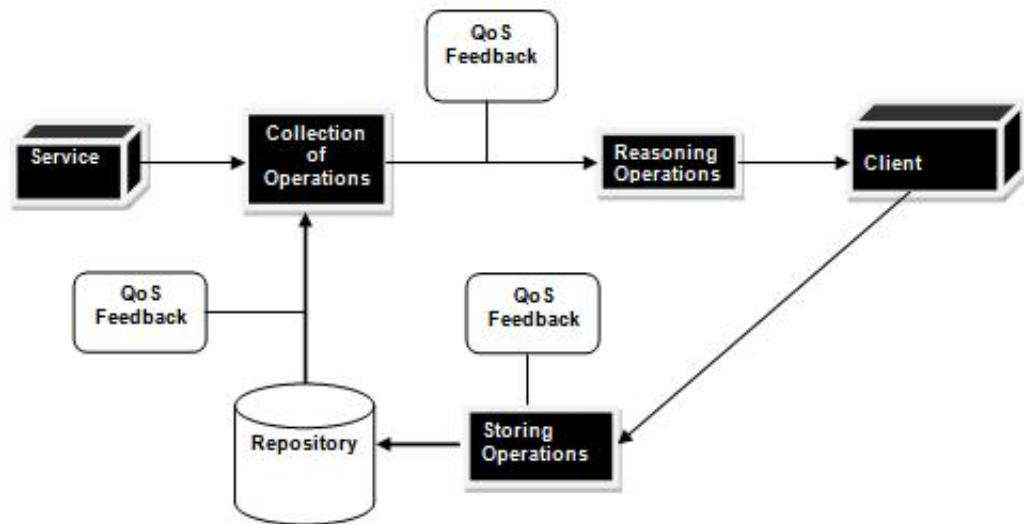 QoS
Feedback
Service
Collection
of
Operations
Reasoning
Operations
Client
QoS
Feedback
QoS
Feedback
Repository
Storing
Operations